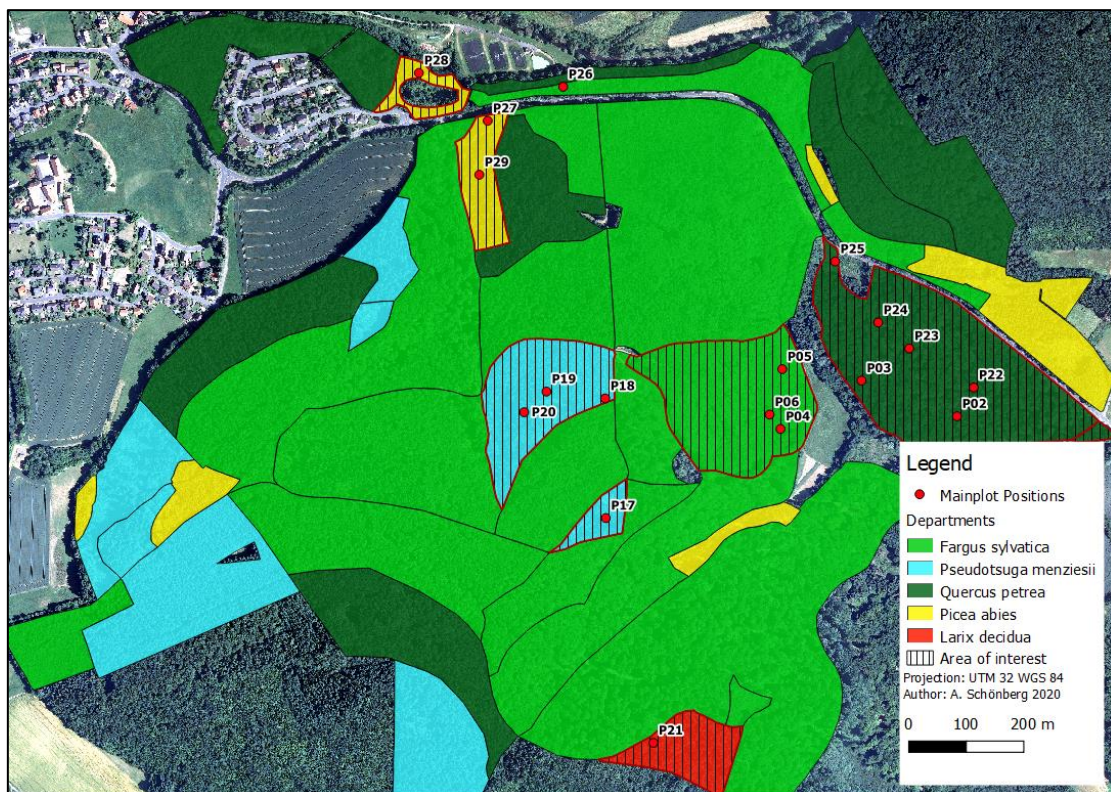 P28
P26
P27
P29
P25
P24
P23
P05
P03
P22
P19
P18
P20
P06
P02
P04
P17
P21
Legend
Mainplot Positions
Departments
Fargus sylvatica
Pseudotsuga menziesii
Quercus petrea
Picea abies
Larix decidua
Area of interest
Projection: UTM 32 WGS 84
Author: A. Schönberg 2020
0 100 200 m